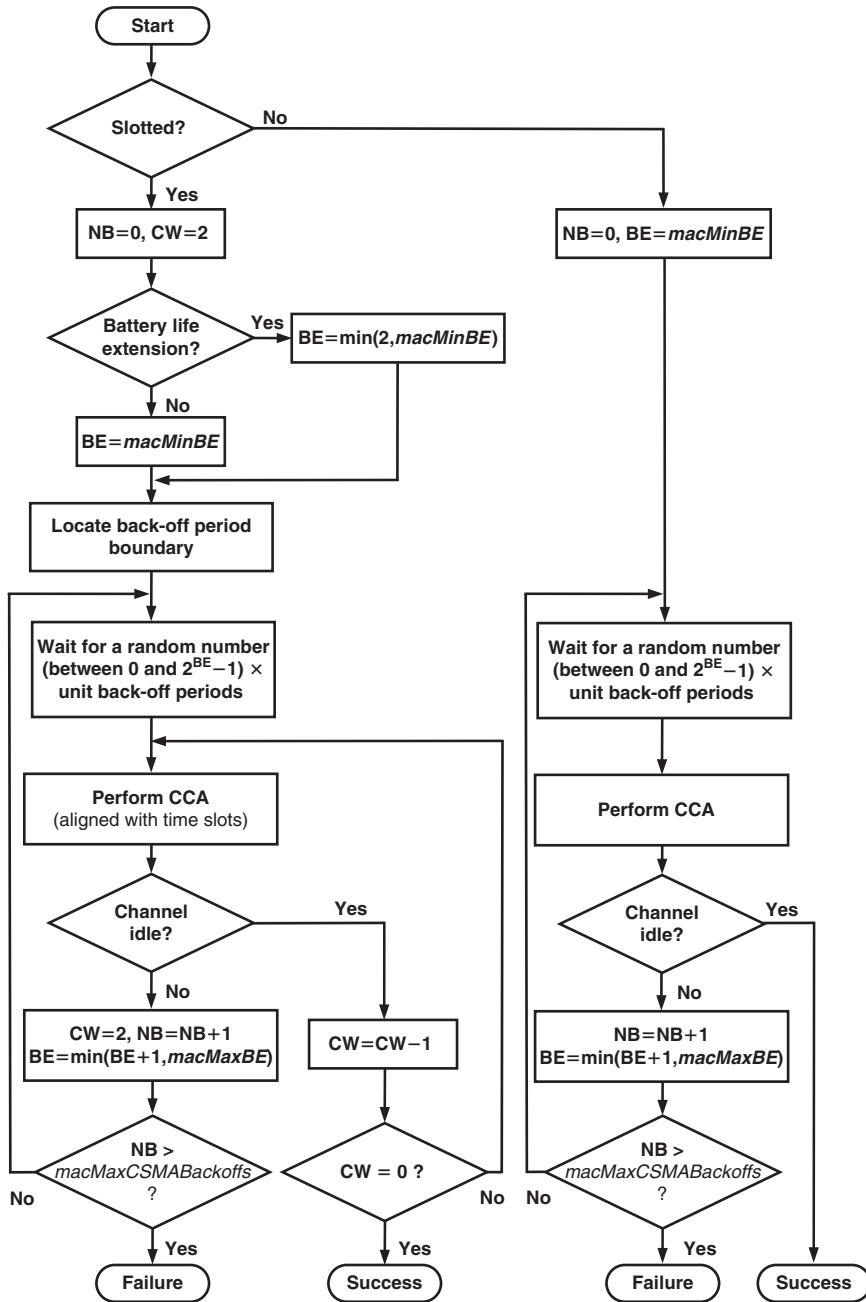 Start
Slotted?
No
Yes
NB=0, CW=2
NB=0, BE=macMinBE
Battery life
extension?
Yes
BE=min(2,macMinBE)
No
BE=macMinBE
Locate back-off period
boundary
Wait for a random number
(between 0 and 2^BE−1) ×
unit back-off periods
Wait for a random number
(between 0 and 2^BE−1) ×
unit back-off periods
Perform CCA
(aligned with time slots)
Perform CCA
Channel
idle?
Yes
No
Channel
idle?
Yes
No
CW=2, NB=NB+1
BE=min(BE+1,macMaxBE)
CW=CW−1
NB=NB+1
BE=min(BE+1,macMaxBE)
NB >
macMaxCSMABackoffs
?
No
Yes
CW = 0 ?
No
Yes
NB >
macMaxCSMABackoffs
?
No
Yes
Failure
Success
Failure
Success